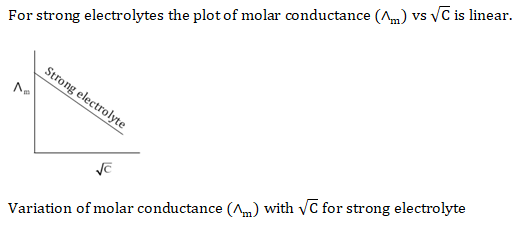 For strong electrolytes the plot of molar conductance (Λm) vs √C is linear.
Strong electrolyte
Λm
√C
Variation of molar conductance (Λm) with √C for strong electrolyte